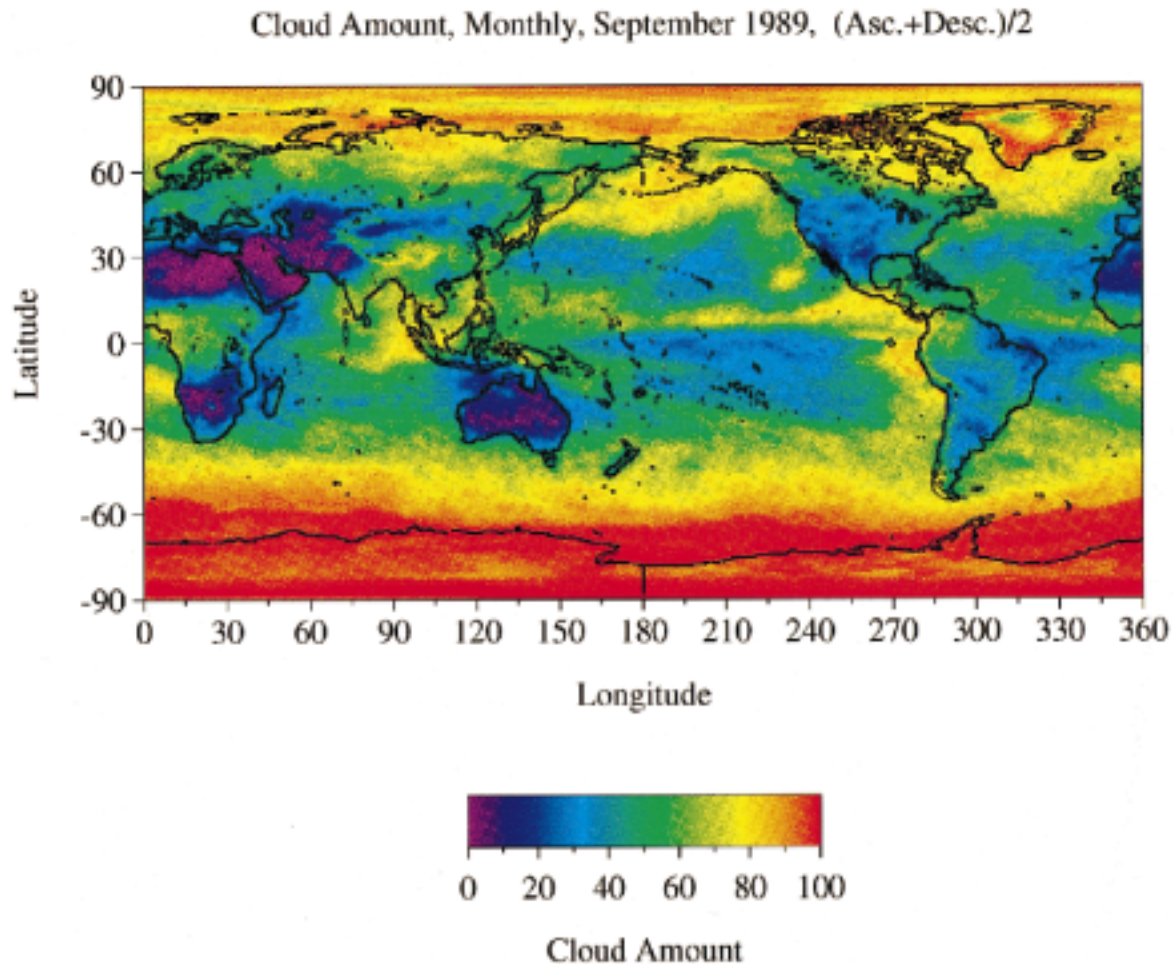 Cloud Amount, Monthly, September 1989, (Asc.+Desc.)/2
90
60
30
0
-30
-60
-90
Latitude
0 30 60 90 120 150 180 210 240 270 300 330 360
Longitude
0 20 40 60 80 100
Cloud Amount